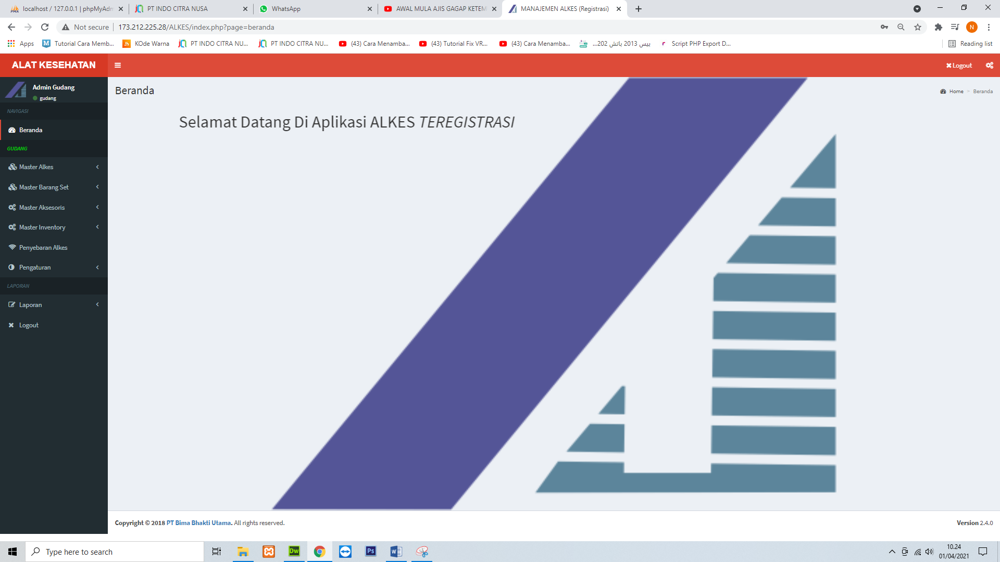 localhost / 127.0.0.1 | phpMyAdm
PT INDO CITRA NUSA
WhatsApp
AWAL MULA AJIS GAGAP KETEM
MANAJEMEN ALKES (Registrasi)
Not secure
173.212.225.28/ALKES/index.php?page=beranda
N
Apps
Tutorial Cara Memb...
KOde Warna
PT INDO CITRA NU...
PT INDO CITRA NU...
(43) Cara Menamba...
(43) Tutorial Fix VR...
(43) Cara Menamba...
بيس 2013 باتش 202...
Script PHP Export D...
Reading list
ALAT KESEHATAN
Logout
Admin Gudang
gudang
Beranda
Home > Beranda
NAVIGASI
Selamat Datang Di Aplikasi ALKES TEREGISTRASI
Beranda
GUDANG
Master Alkes
Master Barang Set
Master Aksesoris
Master Inventory
Penyebaran Alkes
Pengaturan
LAPORAN
Laporan
Logout
Copyright © 2018 PT Bima Bhakti Utama. All rights reserved.
Version 2.4.0
Type here to search
Dw
Ps
10.24
01/04/2021